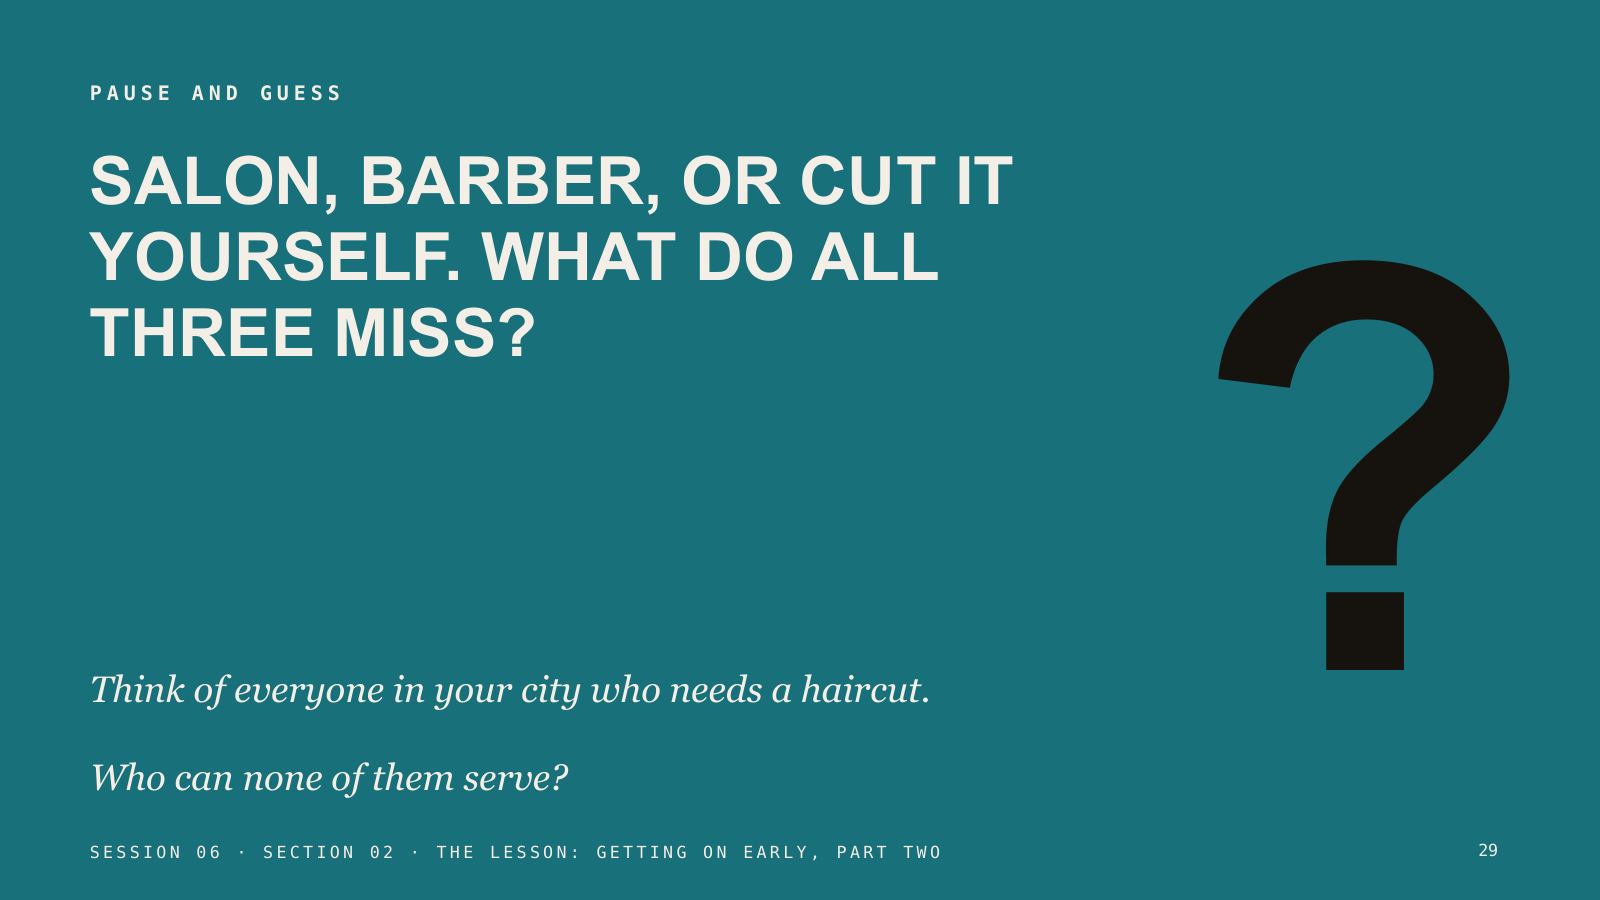 PAUSE AND GUESS
SALON, BARBER, OR CUT IT
YOURSELF. WHAT DO ALL
THREE MISS?
?
Think of everyone in your city who needs a haircut.
Who can none of them serve?
SESSION 06 · SECTION 02 · THE LESSON: GETTING ON EARLY, PART TWO
29